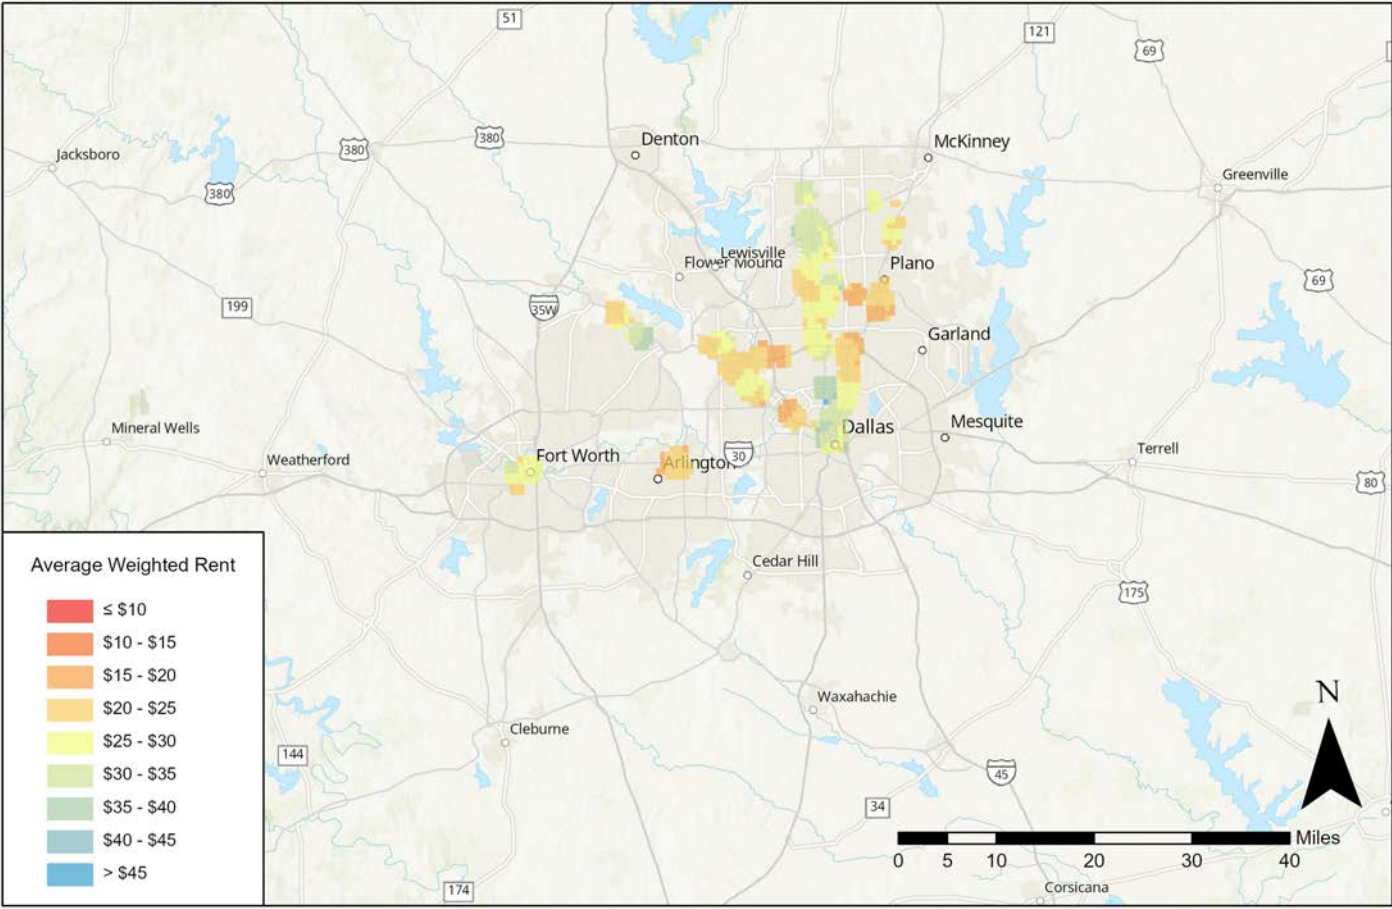 51
121
69
Denton
McKinney
380
380
Jacksboro
Greenville
380
Lewisville
Flower Mound
Plano
69
199
35W
Garland
Mineral Wells
Dallas
Mesquite
Fort Worth
30
Arlington
Weatherford
Terrell
80
Cedar Hill
175
Average Weighted Rent
≤ $10
$10 - $15
$15 - $20
$20 - $25
$25 - $30
$30 - $35
$35 - $40
$40 - $45
> $45
Waxahachie
N
Cleburne
144
45
34
Miles
0 5 10 20 30 40
174
Corsicana